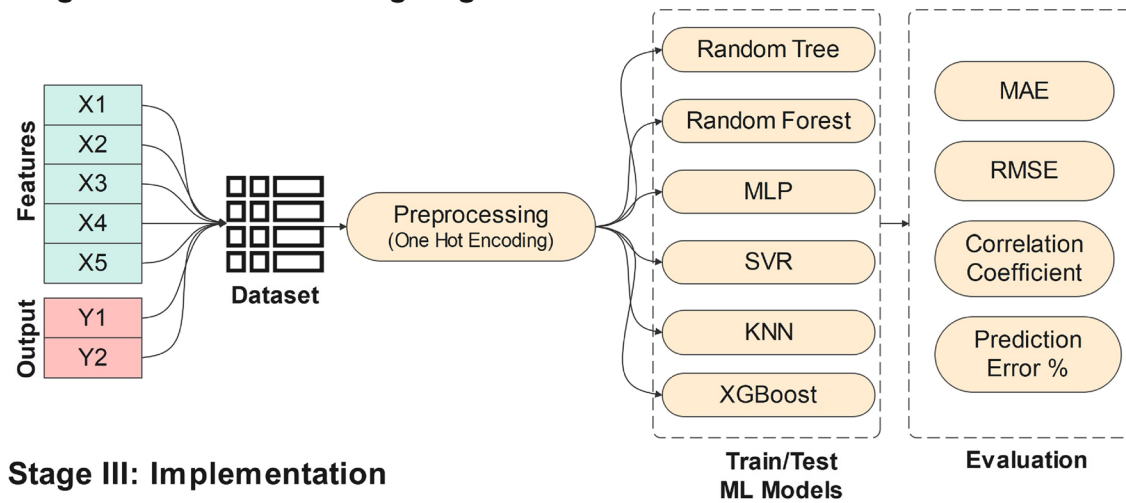 Features
X1
X2
X3
X4
X5
Output
Y1
Y2
Dataset
Preprocessing
(One Hot Encoding)
Random Tree
Random Forest
MLP
SVR
KNN
XGBoost
Train/Test
ML Models
MAE
RMSE
Correlation
Coefficient
Prediction
Error %
Evaluation
Stage III: Implementation